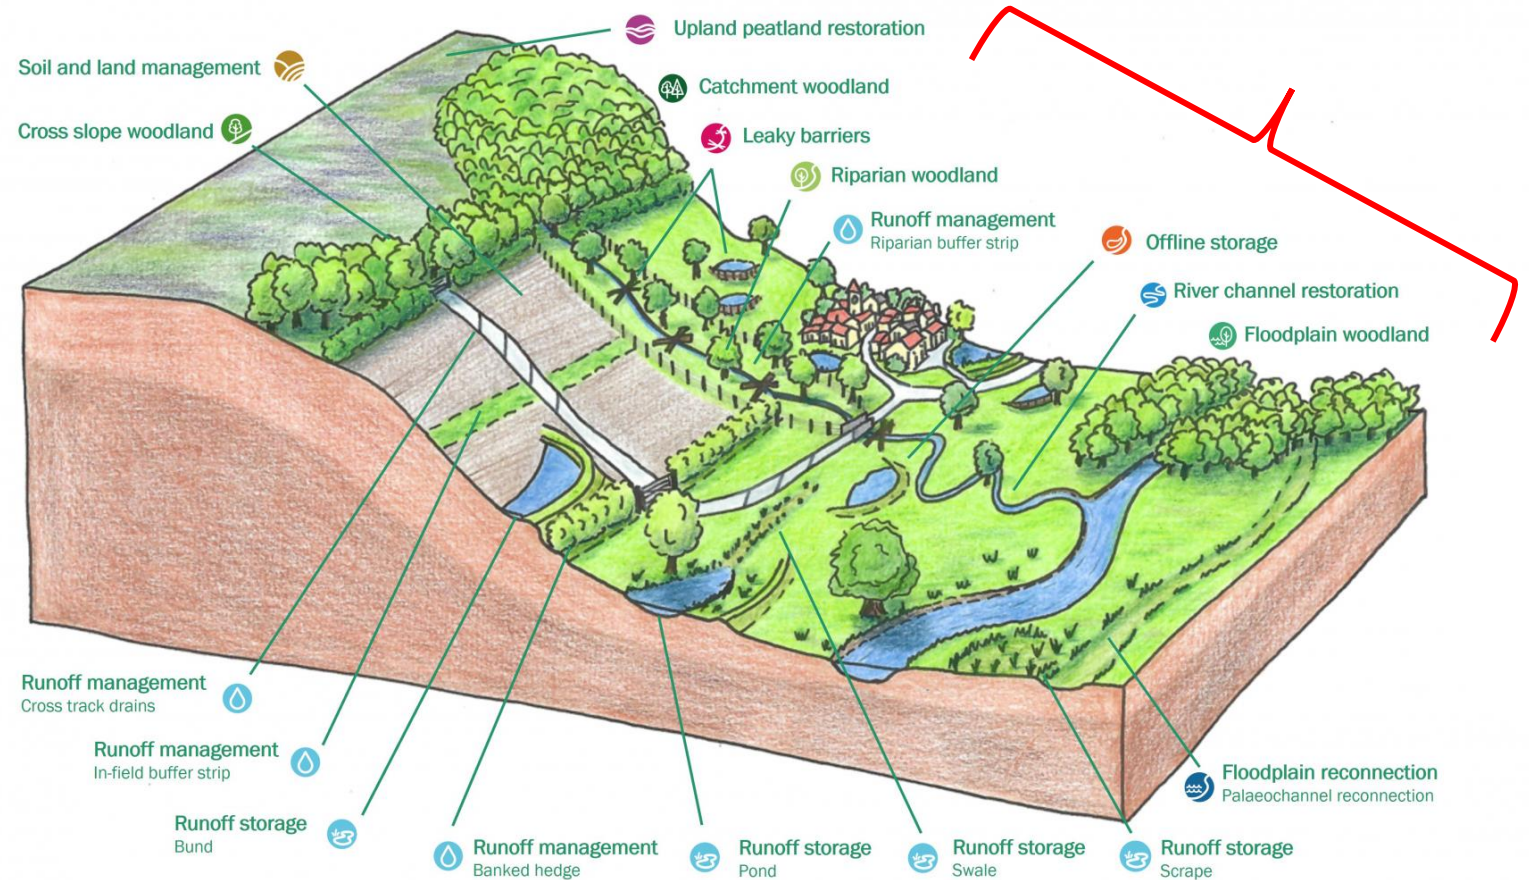 Upland peatland restoration
Soil and land management
Catchment woodland
Cross slope woodland
Leaky barriers
Riparian woodland
Runoff management
Riparian buffer strip
Offline storage
River channel restoration
Floodplain woodland
Runoff management
Cross track drains
Runoff management
In-field buffer strip
Runoff storage
Bund
Runoff management
Banked hedge
Runoff storage
Pond
Runoff storage
Swale
Runoff storage
Scrape
Floodplain reconnection
Palaeochannel reconnection